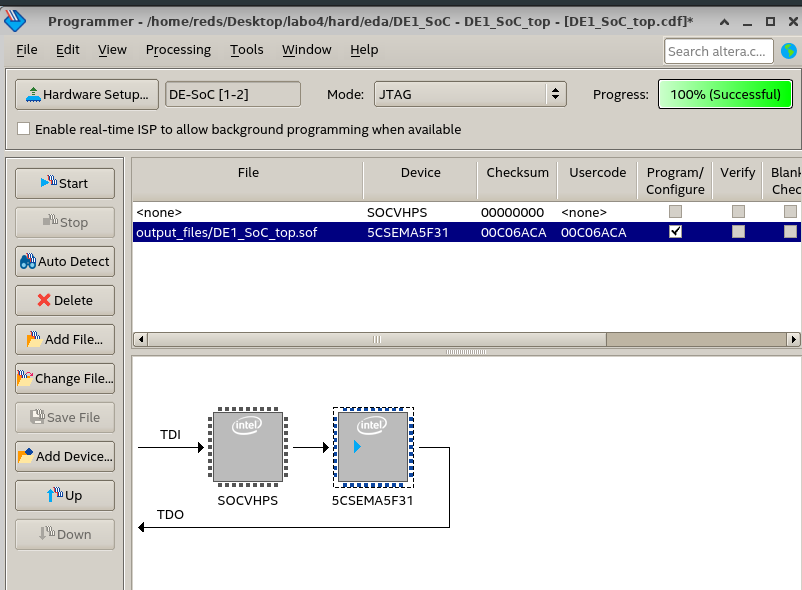 Programmer - /home/reds/Desktop/labo4/hard/eda/DE1_SoC - DE1_SoC_top - [DE1_SoC_top.cdf]*
File Edit View Processing Tools Window Help Search altera.c...
Hardware Setup... DE-SoC [1-2] Mode: JTAG Progress: 100% (Successful)
Enable real-time ISP to allow background programming when available
Start
Stop
Auto Detect
Delete
Add File...
Change File...
Save File
Add Device...
Up
Down
File Device Checksum Usercode Program/ Verify Blank
Configure Chec
<none> SOCVHPS 00000000 <none>
output_files/DE1_SoC_top.sof 5CSEMA5F31 00C06ACA 00C06ACA
TDI
intel
intel
SOCVHPS 5CSEMA5F31
TDO